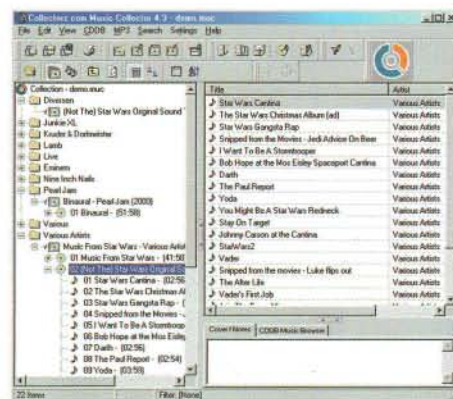 Collectorz.com Music Collector 4.3 - demo.muc
File Edit View CDDB MP3 Search Settings Help
Collection - demo.muc
Divission
(Not The) Star Wars Original Sound
Junkie XL
Kruder & Dorfmeister
Lamb
Live
Eminem
Nine Inch Nails
Pearl Jam
Binaural - Pearl Jam (2000)
01 Binaural - (51:58)
Various
Various Artists
Music From Star Wars - Various Artist
01 Music From Star Wars - (41:58
02 (Not The) Star Wars Original So
01 Star Wars Cantina - (02:56
02 The Star Wars Christmas Al
03 Star Wars Gangsta Rap - (
04 Snipped from the Movies -
05 I Want To Be A Stormtroop
06 Bob Hope at the Mos Eisley
07 Darth - (02:56)
08 The Paul Report - (02:54)
09 Yoda - (03:59)
Title Artist
Star Wars Cantina Various Artists
The Star Wars Christmas Album (ad) Various Artists
Star Wars Gangsta Rap Various Artists
Snipped from the Movies - Jedi Advice On Beer Various Artists
I Want To Be A Stormtrooper Various Artists
Bob Hope at the Mos Eisley Spaceport Cantina Various Artists
Darth Various Artists
The Paul Report Various Artists
Yoda Various Artists
You Might Be A Star Wars Redneck Various Artists
Stay On Target Various Artists
Johnny Carson at the Cantina Various Artists
StarWars2 Various Artists
Vader Various Artists
Snipped from the movies - Luke flips out Various Artists
The After Life Various Artists
Vader's First Job Various Artists
Cover / Notes CDDB Music Browser
22 Items Filter: [None]